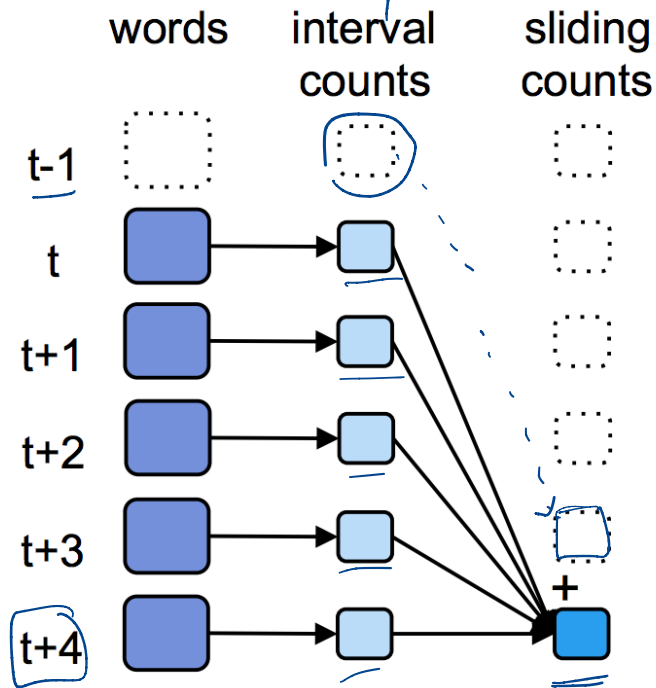 words interval sliding
counts counts
t-1
t
t+1
t+2
t+3
+
t+4